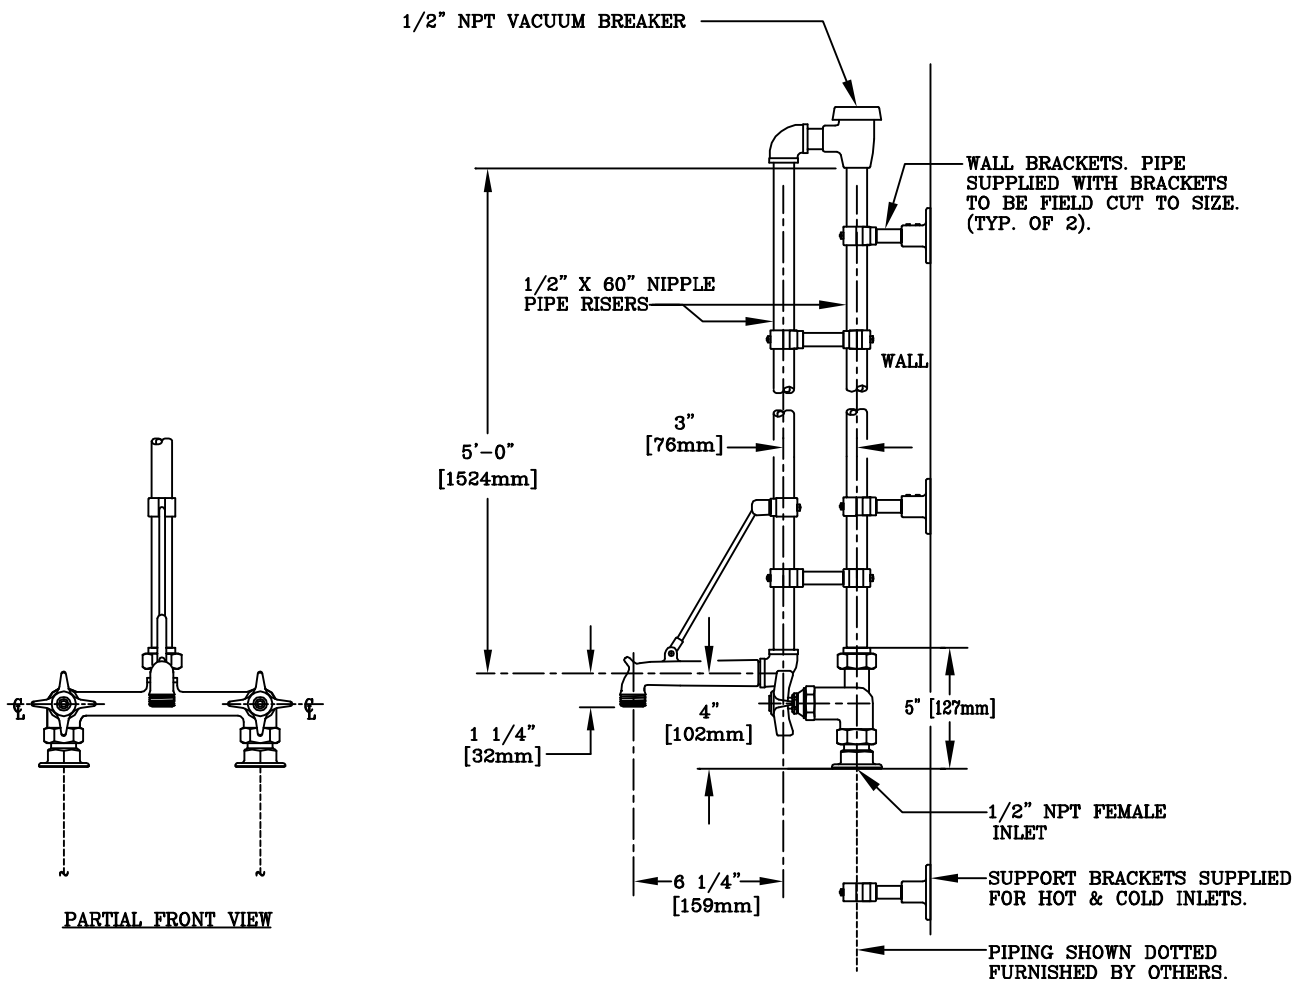 1/2" NPT VACUUM BREAKER
WALL BRACKETS. PIPE
SUPPLIED WITH BRACKETS
TO BE FIELD CUT TO SIZE.
(TYP. OF 2).
1/2" X 60" NIPPLE
PIPE RISERS
WALL
3"
[76mm]
5'-0"
[1524mm]
℄
℄
5" [127mm]
4"
[102mm]
1 1/4"
[32mm]
1/2" NPT FEMALE
INLET
6 1/4"
[159mm]
SUPPORT BRACKETS SUPPLIED
FOR HOT & COLD INLETS.
PARTIAL FRONT VIEW
PIPING SHOWN DOTTED
FURNISHED BY OTHERS.